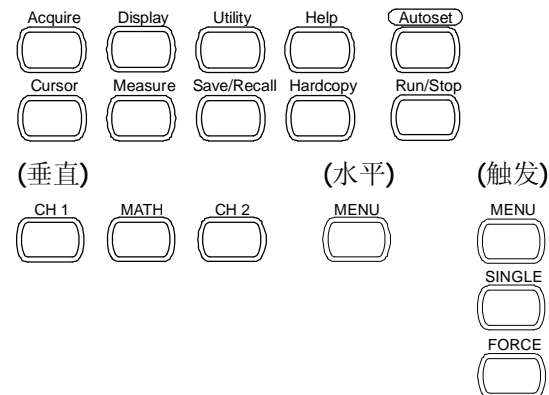 Acquire Display Utility Help Autoset
Cursor Measure Save/Recall Hardcopy Run/Stop
(垂直) (水平) (触发)
CH 1 MATH CH 2 MENU MENU
SINGLE
FORCE